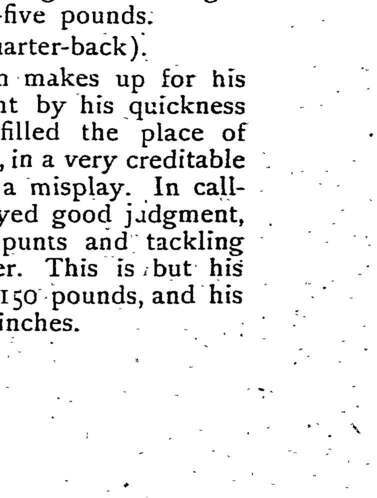 -five pounds.
uarter-back).
n makes up for his
nt by his quickness
filled the place of
, in a very creditable
a misplay. In call-
yed good judgment,
punts and tackling
er. This is but his
150 pounds, and his
inches.